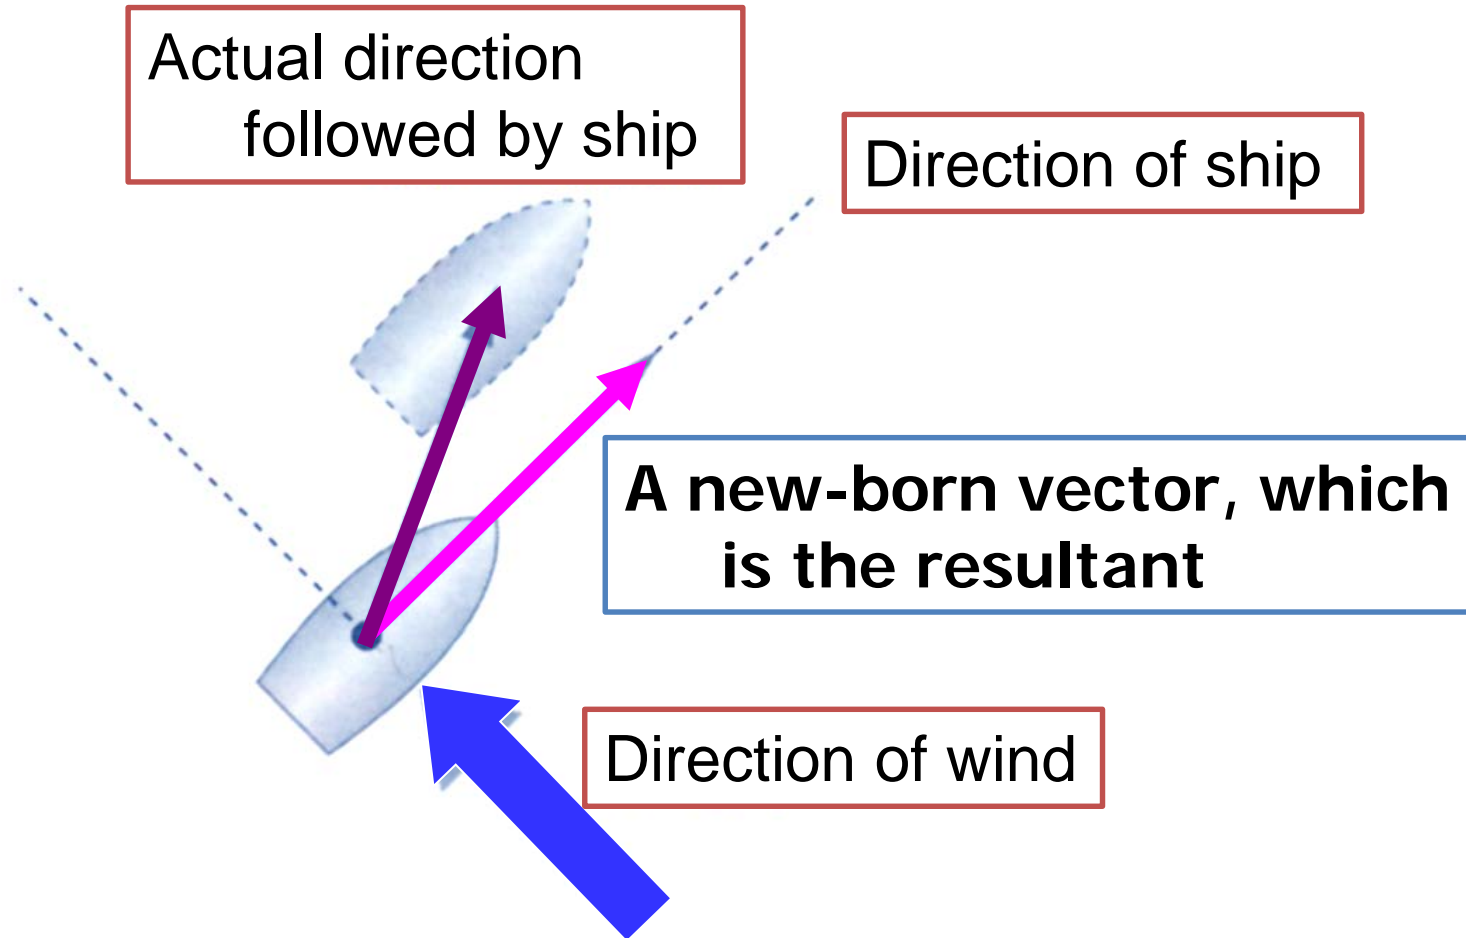 Actual direction
followed by ship
Direction of ship
A new-born vector, which
is the resultant
Direction of wind